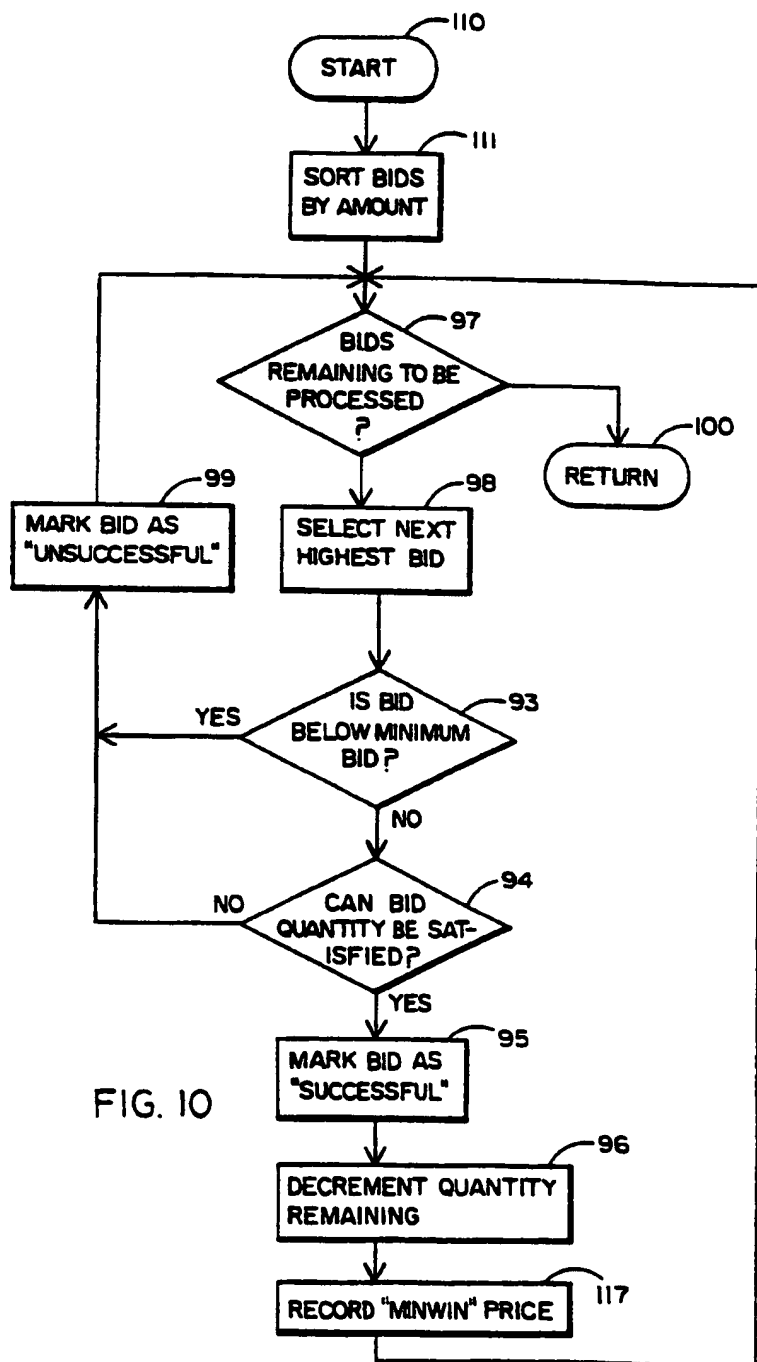 110
START
111
SORT BIDS
BY AMOUNT
97
BIDS
REMAINING TO BE
PROCESSED
?
100
RETURN
99
MARK BID AS
"UNSUCCESSFUL"
98
SELECT NEXT
HIGHEST BID
93
IS BID
BELOW MINIMUM
BID?
YES
NO
94
CAN BID
QUANTITY BE SAT-
ISFIED?
NO
YES
95
MARK BID AS
"SUCCESSFUL"
FIG. 10
96
DECREMENT QUANTITY
REMAINING
117
RECORD "MINWIN" PRICE